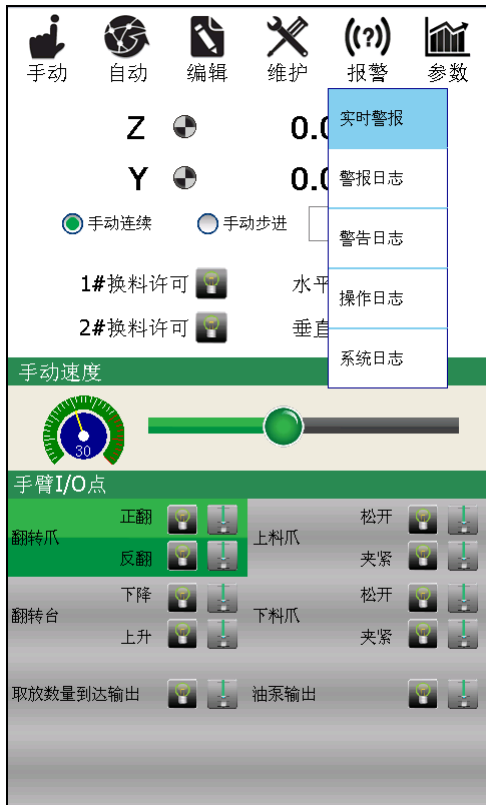 手动 自动 编辑 维护 报警 参数
Z 0.0
实时警报
Y 0.0
警报日志
手动连续 手动步进
警告日志
1#换料许可 水平
操作日志
2#换料许可 垂直
系统日志
手动速度
30
手臂I/O点
翻转爪 正翻 上料爪 松开
反翻 夹紧
翻转台 下降 下料爪 松开
上升 夹紧
取放数量到达输出 油泵输出